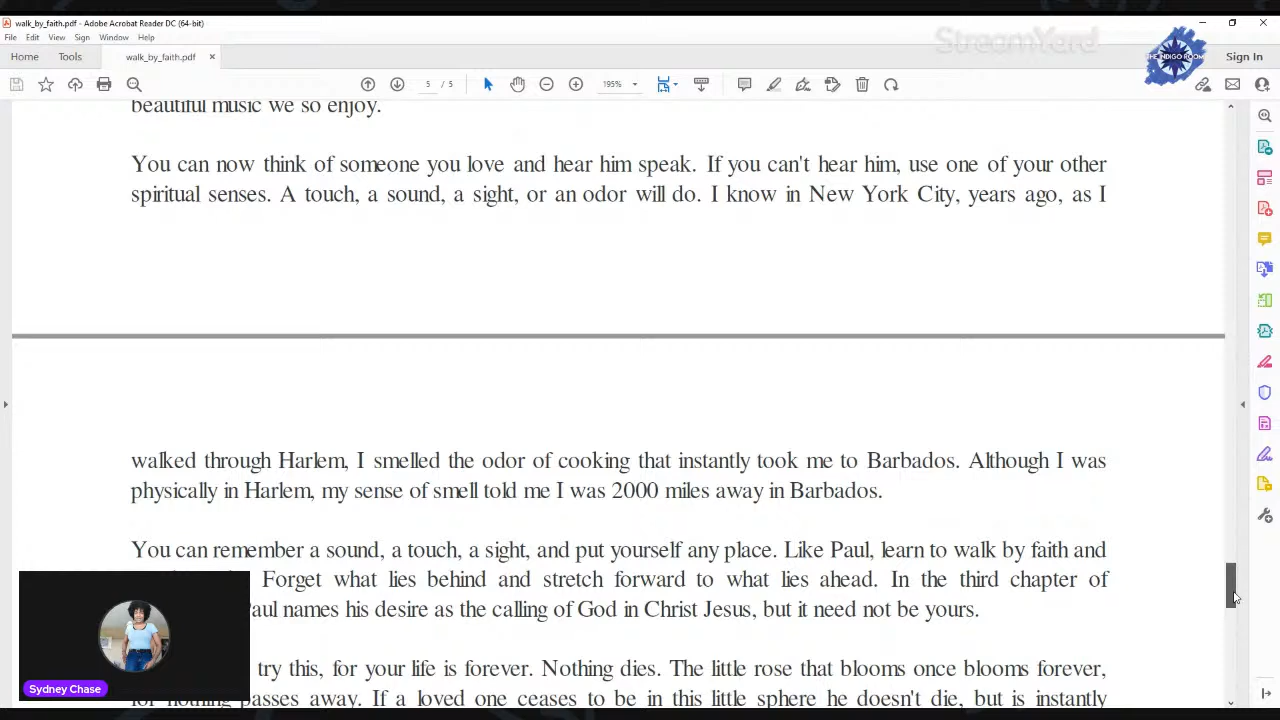 walk_by_faith.pdf - Adobe Acrobat Reader DC (64-bit)
File Edit View Sign Window Help
StreamYard
THE INDIGO ROOM
Home Tools walk_by_faith.pdf × Sign In
5 / 5 195%
beautiful music we so enjoy.
You can now think of someone you love and hear him speak. If you can't hear him, use one of your other
spiritual senses. A touch, a sound, a sight, or an odor will do. I know in New York City, years ago, as I
walked through Harlem, I smelled the odor of cooking that instantly took me to Barbados. Although I was
physically in Harlem, my sense of smell told me I was 2000 miles away in Barbados.
You can remember a sound, a touch, a sight, and put yourself any place. Like Paul, learn to walk by faith and
Forget what lies behind and stretch forward to what lies ahead. In the third chapter of
Paul names his desire as the calling of God in Christ Jesus, but it need not be yours.
try this, for your life is forever. Nothing dies. The little rose that blooms once blooms forever,
for nothing passes away. If a loved one ceases to be in this little sphere he doesn't die, but is instantly
Sydney Chase